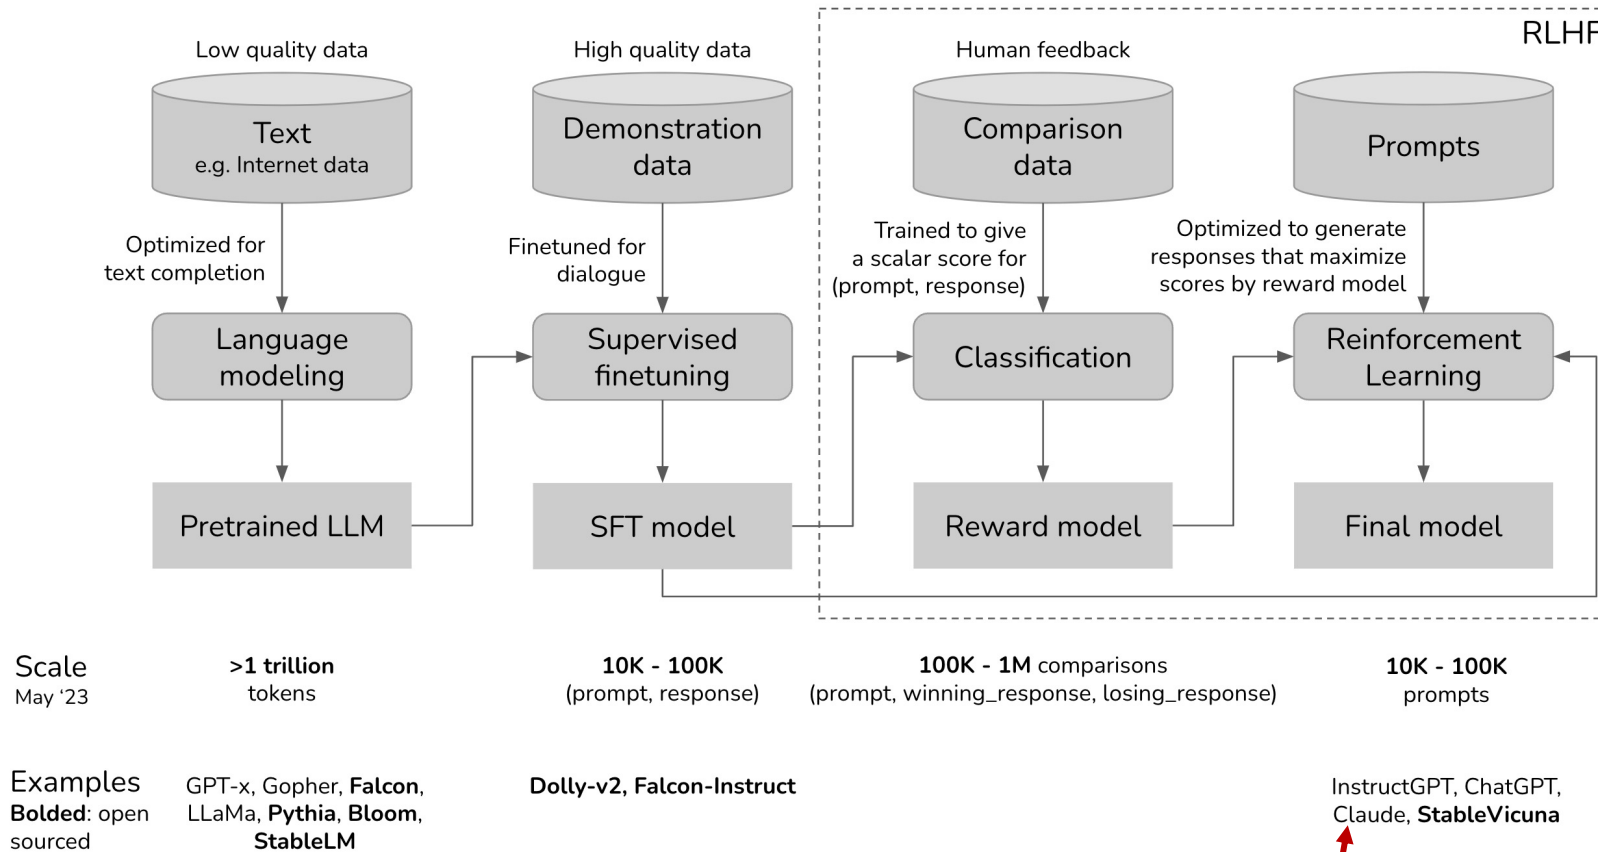 RLHF
Low quality data
High quality data
Human feedback
Text
e.g. Internet data
Demonstration
data
Comparison
data
Prompts
Optimized for
text completion
Finetuned for
dialogue
Trained to give
a scalar score for
(prompt, response)
Optimized to generate
responses that maximize
scores by reward model
Language
modeling
Supervised
finetuning
Classification
Reinforcement
Learning
Pretrained LLM
SFT model
Reward model
Final model
Scale
May ‘23
>1 trillion
tokens
10K - 100K
(prompt, response)
100K - 1M comparisons
(prompt, winning_response, losing_response)
10K - 100K
prompts
Examples
Bolded: open
sourced
GPT-x, Gopher, Falcon,
LLaMa, Pythia, Bloom,
StableLM
Dolly-v2, Falcon-Instruct
InstructGPT, ChatGPT,
Claude, StableVicuna